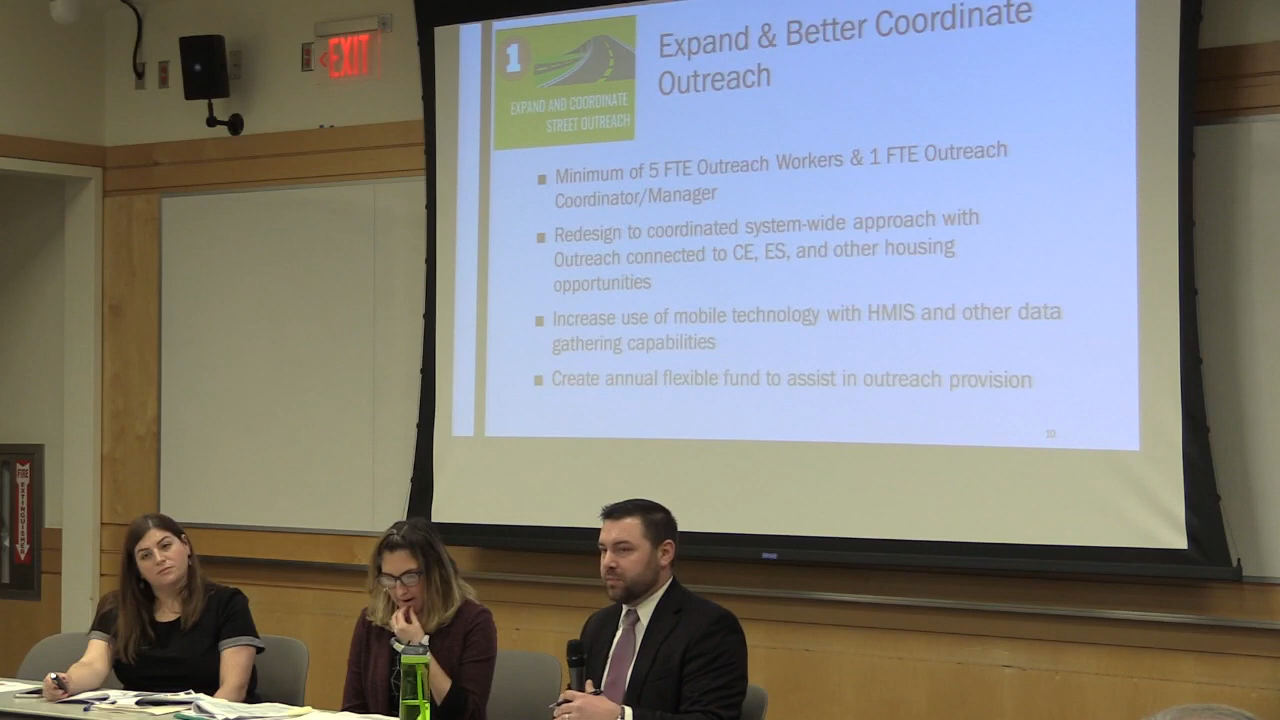 EXIT
1
EXPAND AND COORDINATE
STREET OUTREACH
Expand & Better Coordinate
Outreach
Minimum of 5 FTE Outreach Workers & 1 FTE Outreach
Coordinator/Manager
Redesign to coordinated system-wide approach with
Outreach connected to CE, ES, and other housing
opportunities
Increase use of mobile technology with HMIS and other data
gathering capabilities
Create annual flexible fund to assist in outreach provision
10
FIRE
EXTINGUISHER